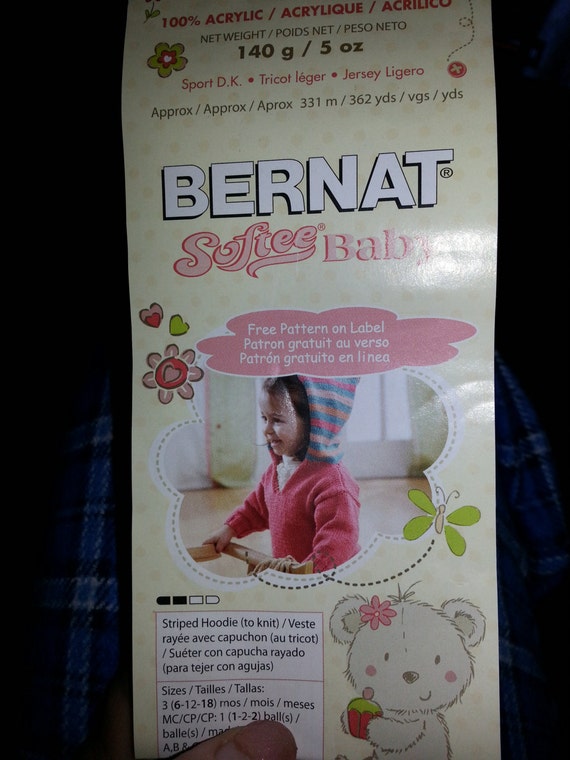 100% ACRYLIC / ACRYLIQUE / ACRÍLICO
NET WEIGHT / POIDS NET / PESO NETO
140 g / 5 oz
Sport D.K. • Tricot léger • Jersey Ligero
Approx / Approx / Aprox 331 m / 362 yds / vgs / yds
BERNAT®
Softee® Baby
Free Pattern on Label
Patron gratuit au verso
Patrón gratuito en línea
Striped Hoodie (to knit) / Veste
rayée avec capuchon (au tricot)
/ Suéter con capucha rayado
(para tejer con agujas)
Sizes / Tailles / Tallas:
3 (6-12-18) mos / mois / meses
MC/CP/CP: 1 (1-2-2) ball(s) /
balle(s) /
A,B &